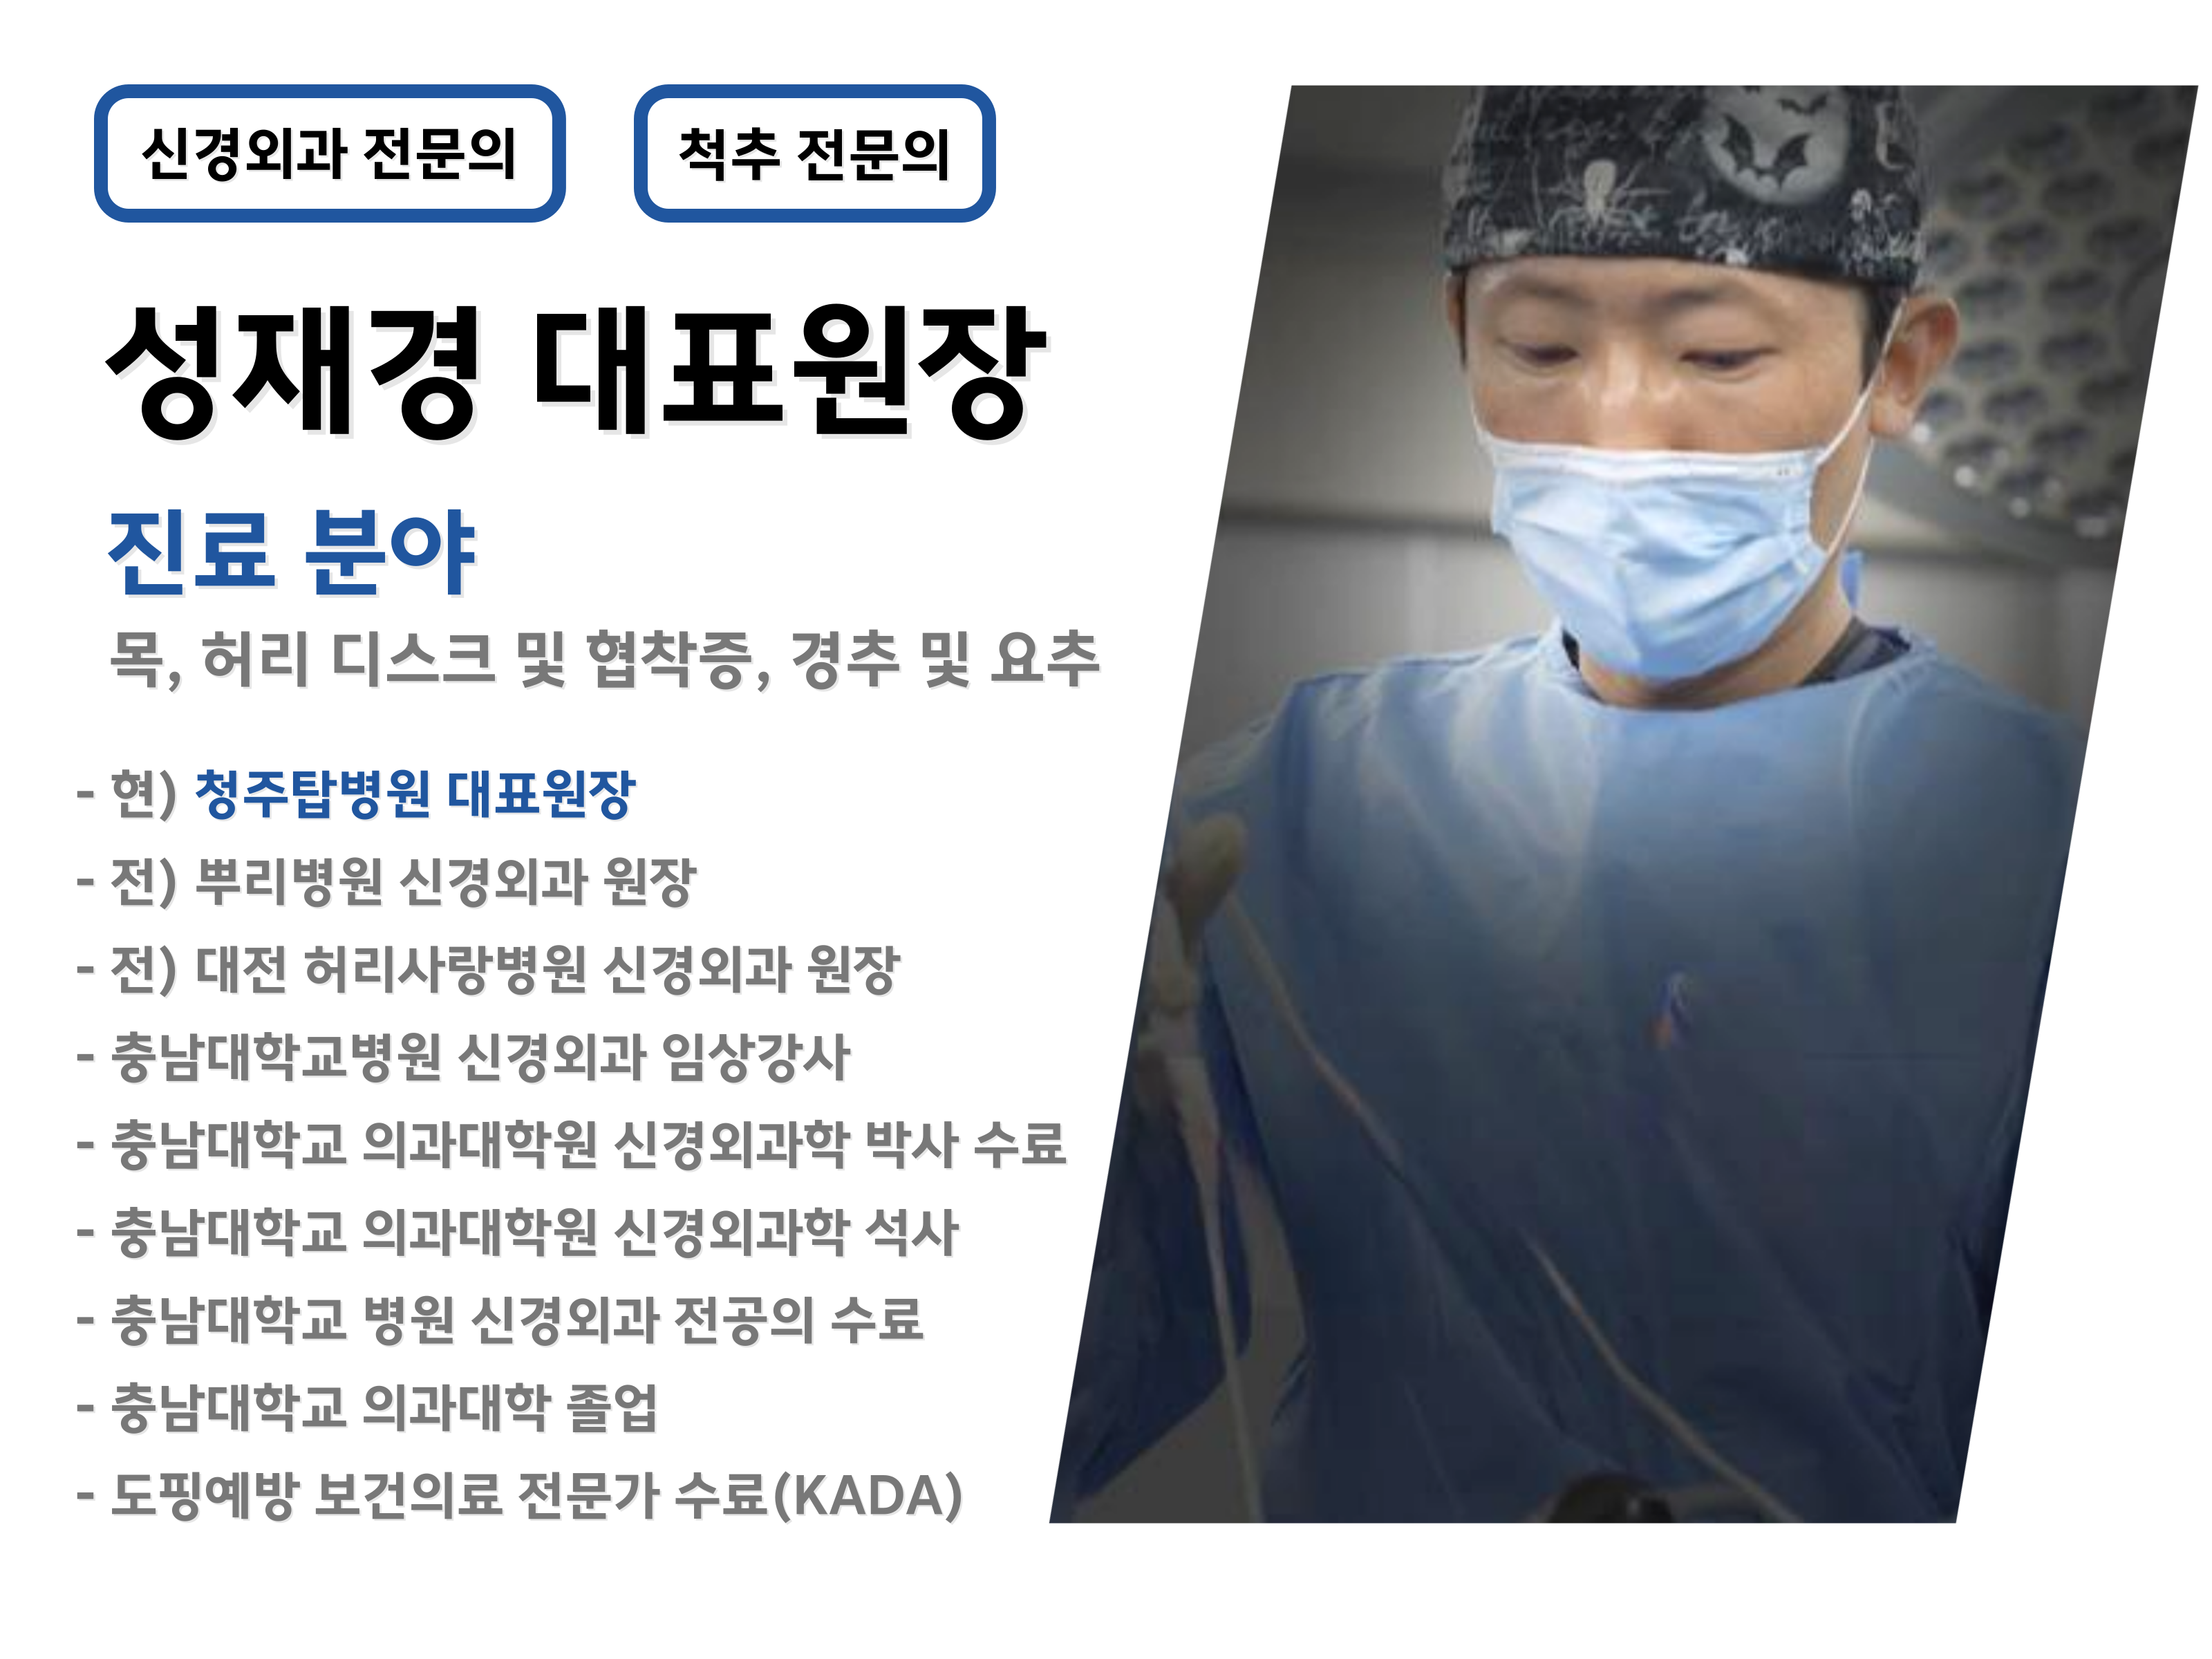 신경외과 전문의
척추 전문의
성재경 대표원장
진료 분야
목, 허리 디스크 및 협착증, 경추 및 요추
- 현) 청주탑병원 대표원장
- 전) 뿌리병원 신경외과 원장
- 전) 대전 허리사랑병원 신경외과 원장
- 충남대학교병원 신경외과 임상강사
- 충남대학교 의과대학원 신경외과학 박사 수료
- 충남대학교 의과대학원 신경외과학 석사
- 충남대학교 병원 신경외과 전공의 수료
- 충남대학교 의과대학 졸업
- 도핑예방 보건의료 전문가 수료(KADA)